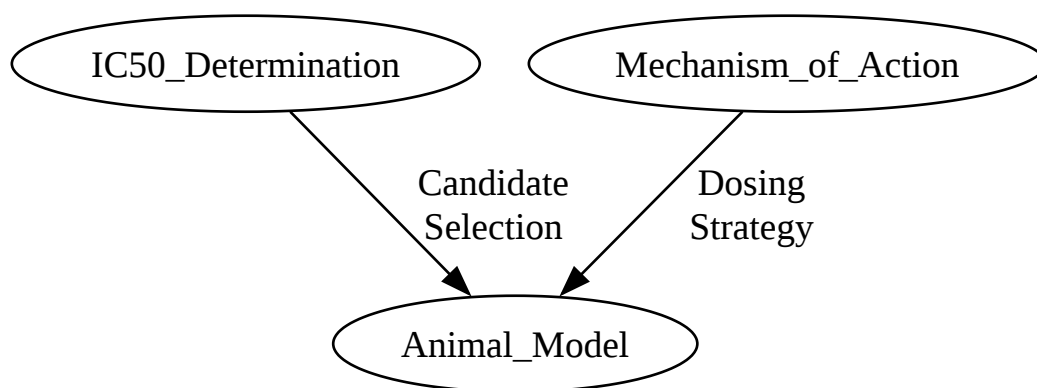 IC50_Determination
Mechanism_of_Action
Candidate
Selection
Dosing
Strategy
Animal_Model